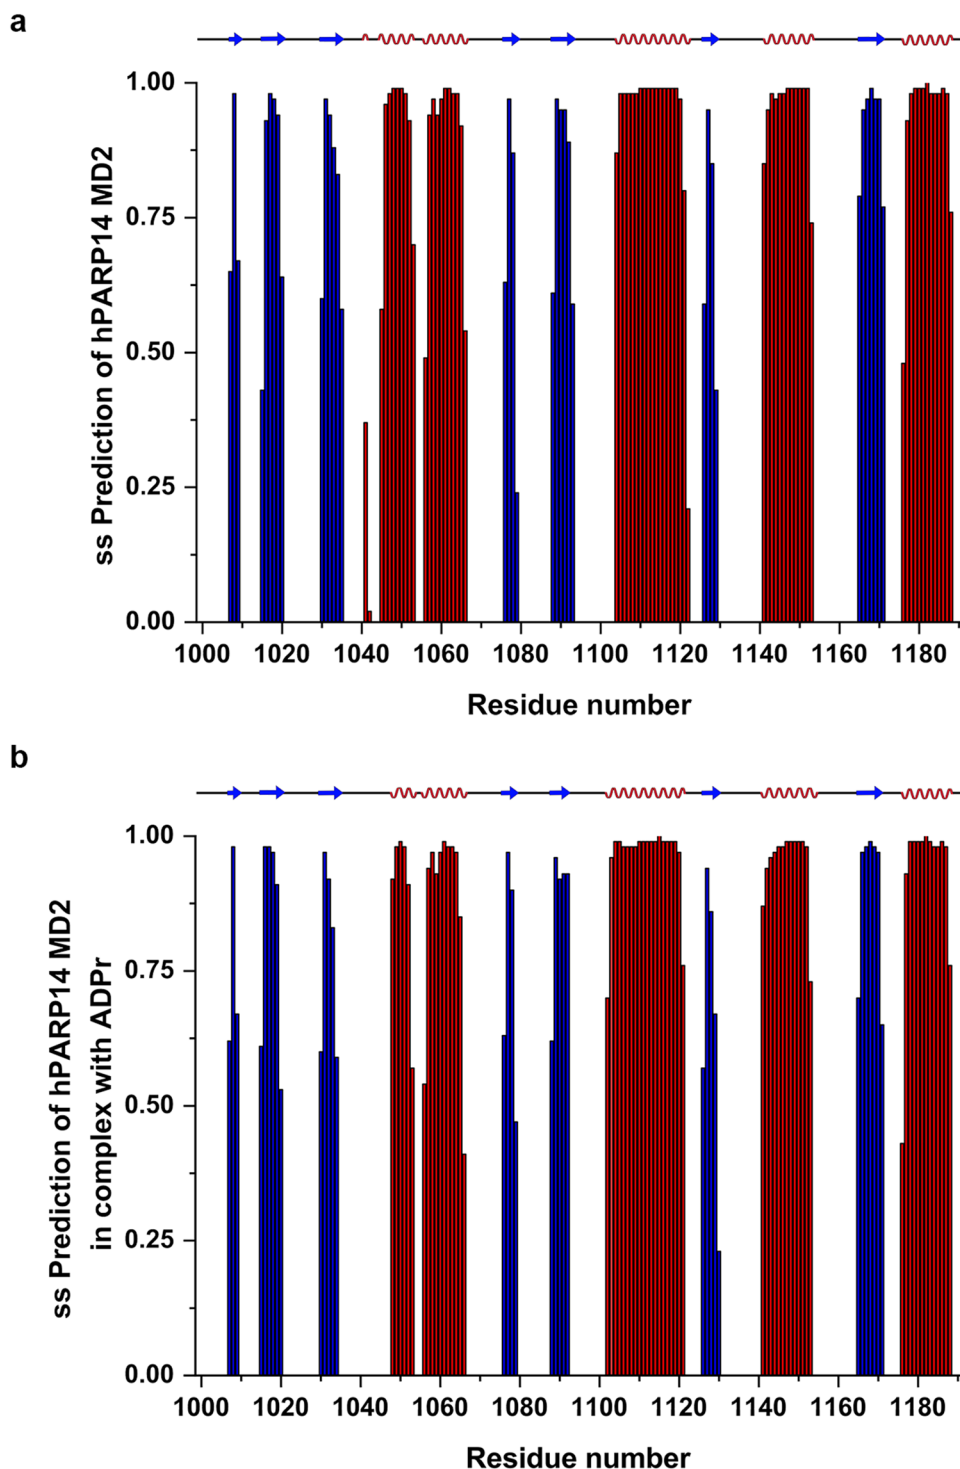 a
ss Prediction of hPARP14 MD2
1.00
0.75
0.50
0.25
0.00
1000 1020 1040 1060 1080 1100 1120 1140 1160 1180
Residue number
b
ss Prediction of hPARP14 MD2
in complex with ADPr
1.00
0.75
0.50
0.25
0.00
1000 1020 1040 1060 1080 1100 1120 1140 1160 1180
Residue number